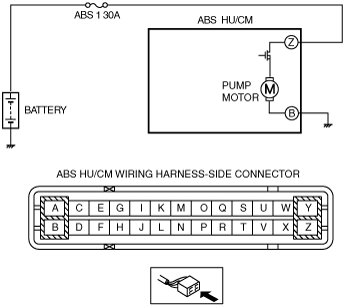 ABS 1 30A
ABS HU/CM
Z
PUMP
MOTOR
M
BATTERY
B
ABS HU/CM WIRING HARNESS-SIDE CONNECTOR
A C E G I K M O Q S U W Y
B D F H J L N P R T V X Z